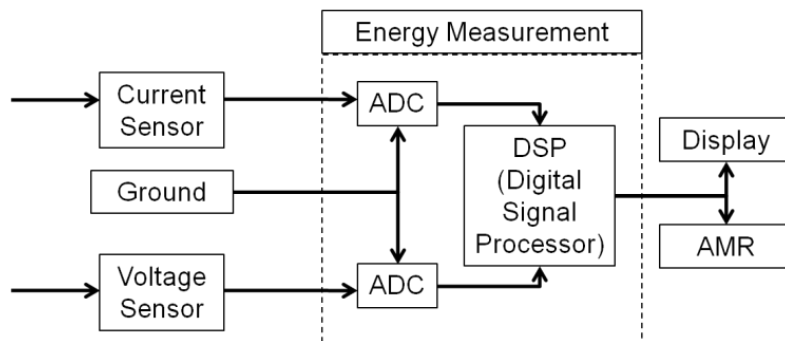 Energy Measurement
Current
Sensor
ADC
Ground
DSP
(Digital
Signal
Processor)
Display
AMR
Voltage
Sensor
ADC